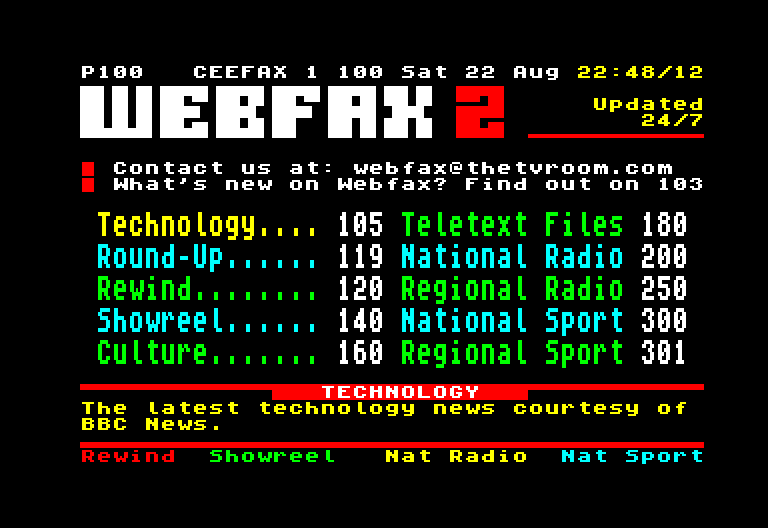 P100 CEEFAX 1 100 Sat 22 Aug 22:48/12
WEBFAX 2
Updated
24/7
Contact us at: webfax@thetvroom.com
What's new on Webfax? Find out on 103
Technology.... 105 Teletext Files 180
Round-Up...... 119 National Radio 200
Rewind........ 120 Regional Radio 250
Showreel...... 140 National Sport 300
Culture....... 160 Regional Sport 301
TECHNOLOGY
The latest technology news courtesy of
BBC News.
Rewind Showreel Nat Radio Nat Sport